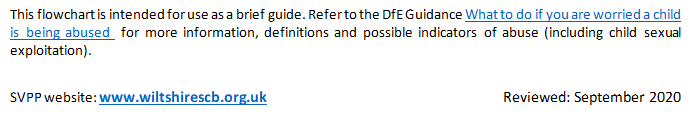 This flowchart is intended for use as a brief guide. Refer to the DfE Guidance What to do if you are worried a child
is being abused for more information, definitions and possible indicators of abuse (including child sexual
exploitation).
SVPP website: www.wiltshirescb.org.uk Reviewed: September 2020